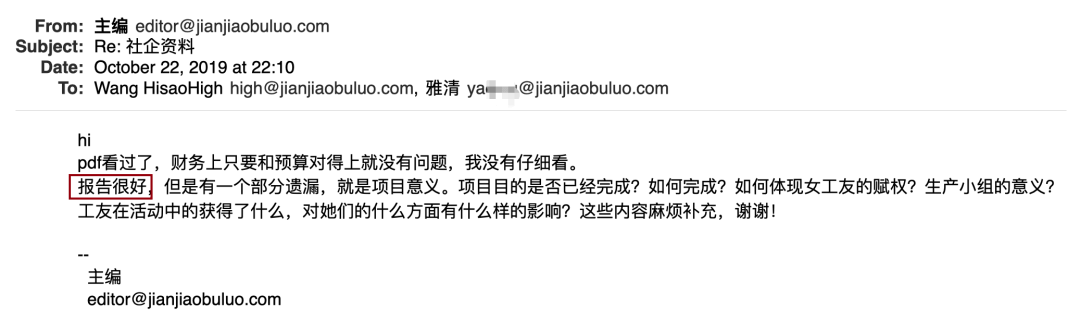 From: 主编 editor@jianjiaobuluo.com
Subject: Re: 社企资料
Date: October 22, 2019 at 22:10
To: Wang HisaoHigh high@jianjiaobuluo.com, 雅清 ya @jianjiaobuluo.com
hi
pdf看过了，财务上只要和预算对得上就没有问题，我没有仔细看。
报告很好，但是有一个部分遗漏，就是项目意义。项目目的是否已经完成？如何完成？如何体现女工友的赋权？生产小组的意义？
工友在活动中的获得了什么，对她们的什么方面有什么样的影响？这些内容麻烦补充，谢谢！
--
主编
editor@jianjiaobuluo.com